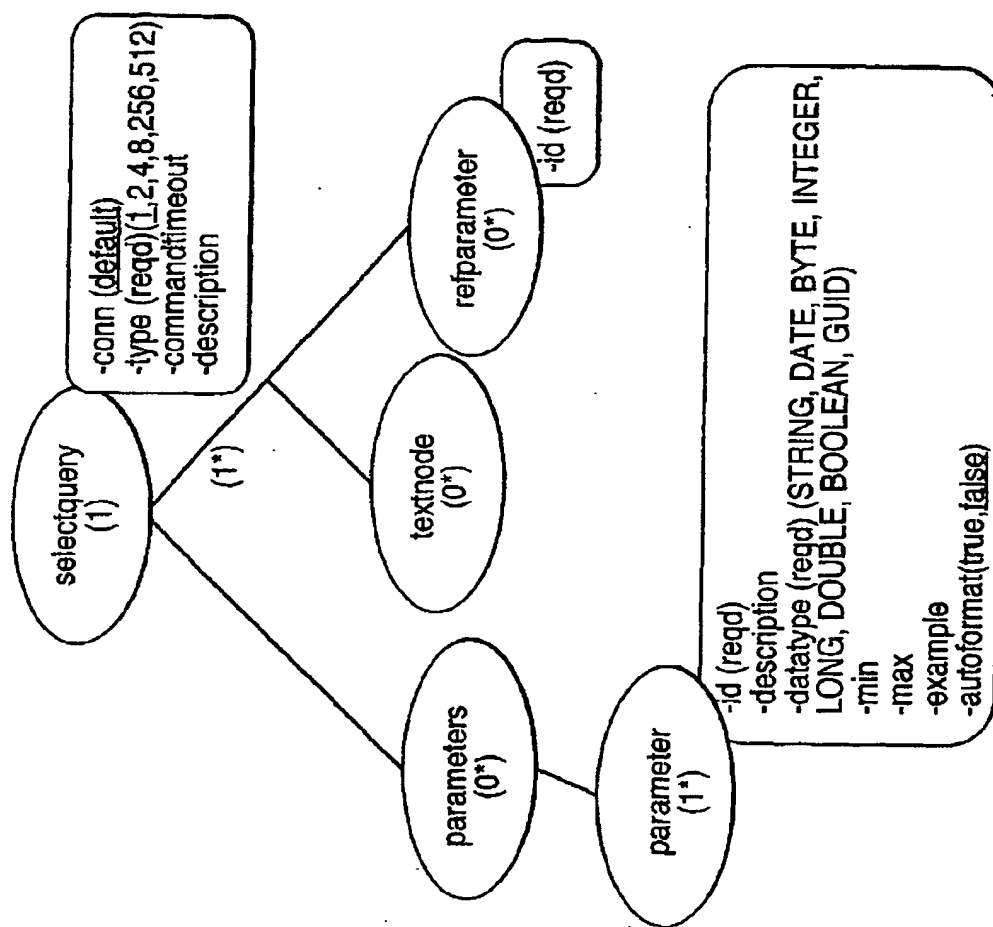 selectquery
(1)
-conn (default)
-type (reqd)(1,2,4,8,256,512)
-commandtimeout
-description
(1*)
parameters
(0*)
textnode
(0*)
refparameter
(0*)
-id (reqd)
parameter
(1*)
-id (reqd)
-description
-datatype (reqd) (STRING, DATE, BYTE, INTEGER,
LONG, DOUBLE, BOOLEAN, GUID)
-min
-max
-example
-autoformat(true,false)